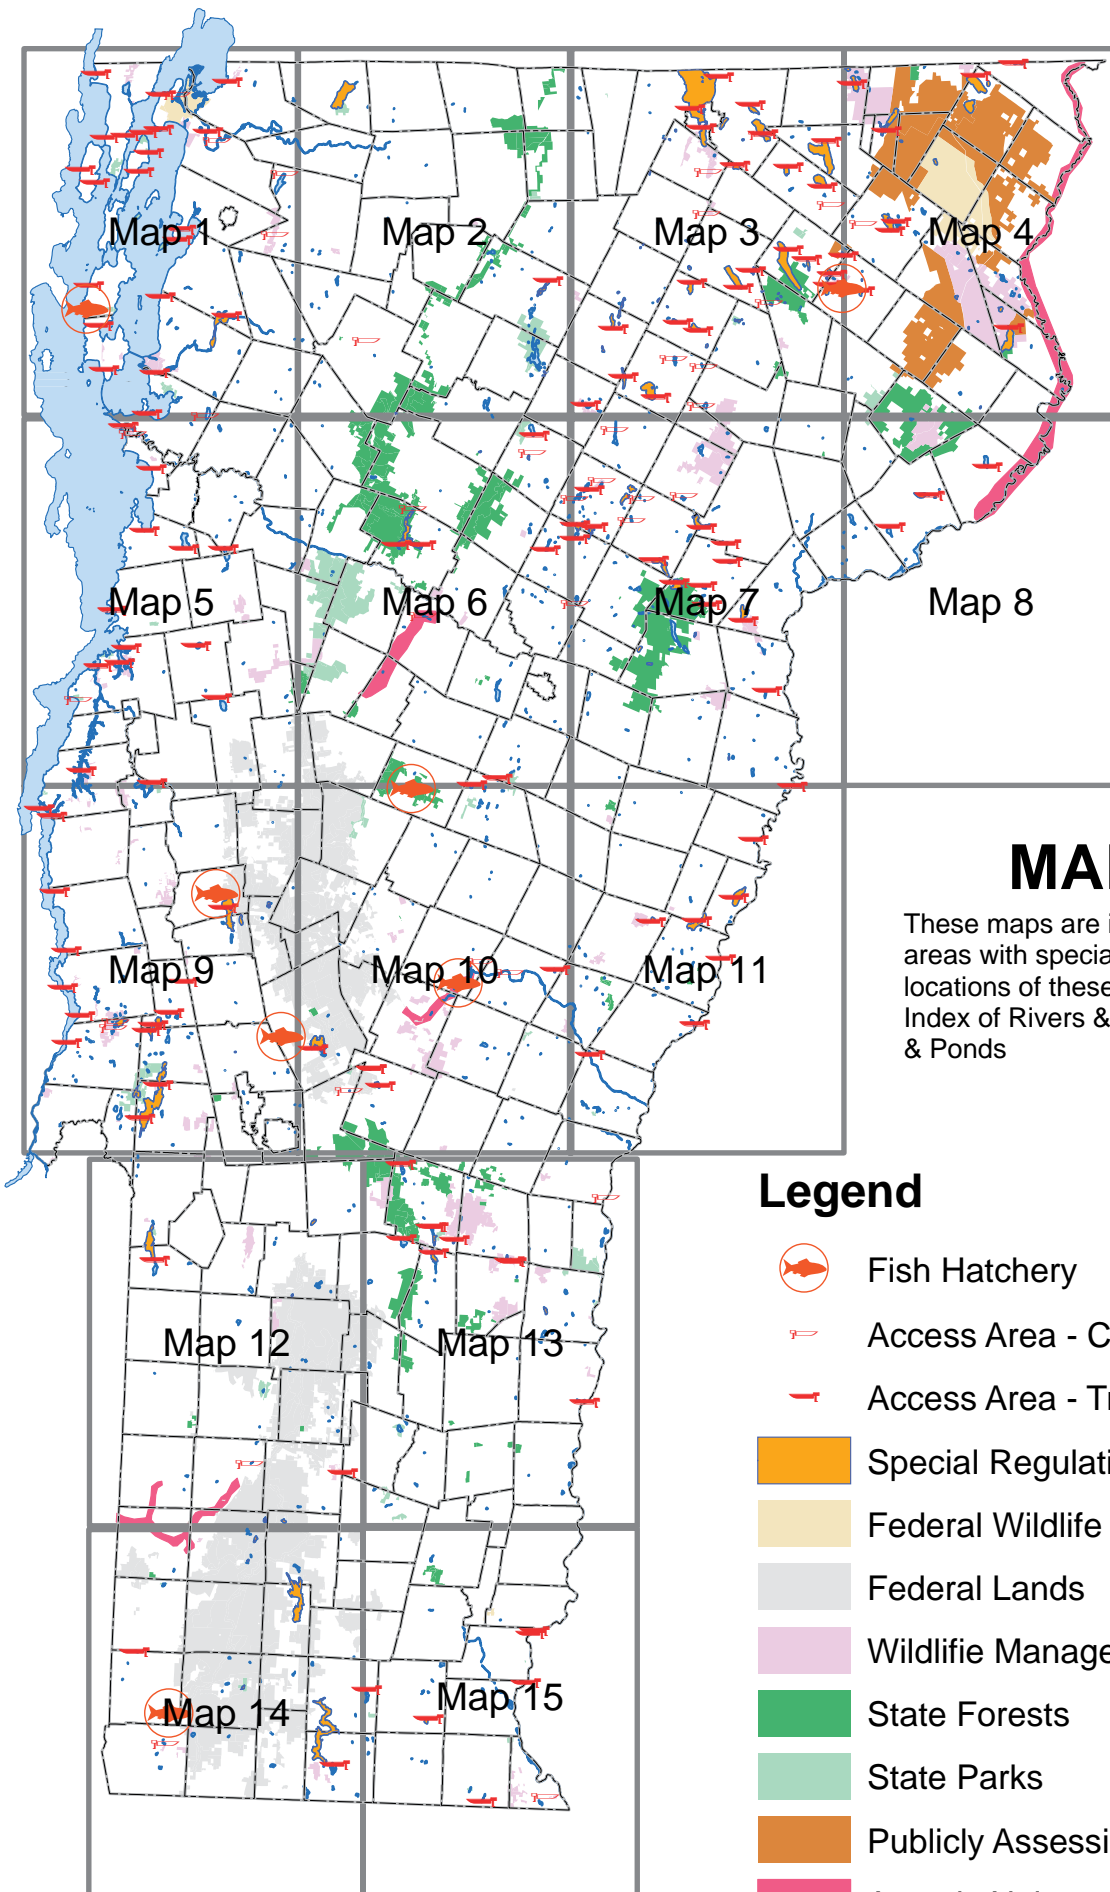 Map 1
Map 2
Map 3
Map 4
Map 5
Map 6
Map 7
Map 8
Map 9
Map 10
Map 11
MA
These maps are i
areas with specia
locations of these
Index of Rivers &
& Ponds
Map 12
Map 13
Map 14
Map 15
Legend
Fish Hatchery
Access Area - C
Access Area - Tr
Special Regulati
Federal Wildlife
Federal Lands
Wildlifie Manage
State Forests
State Parks
Publicly Assessi